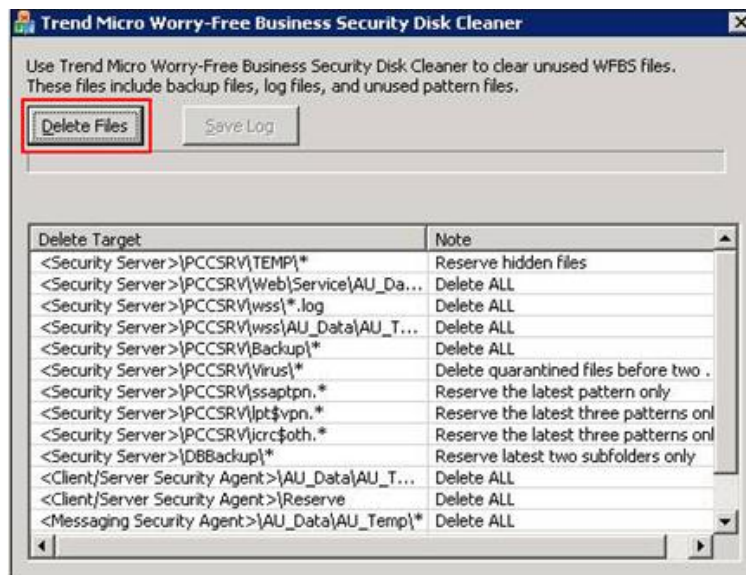 Trend Micro Worry-Free Business Security Disk Cleaner
Use Trend Micro Worry-Free Business Security Disk Cleaner to clear unused WFBS files.
These files include backup files, log files, and unused pattern files.
Delete Files Save Log
Delete Target Note
<Security Server>\PCCSRV\TEMP\* Reserve hidden files
<Security Server>\PCCSRV\Web\Service\AU_Da... Delete ALL
<Security Server>\PCCSRV\wss\*.log Delete ALL
<Security Server>\PCCSRV\wss\AU_Data\AU_T... Delete ALL
<Security Server>\PCCSRV\Backup\* Delete ALL
<Security Server>\PCCSRV\Virus\* Delete quarantined files before two .
<Security Server>\PCCSRV\ssaptpn.* Reserve the latest pattern only
<Security Server>\PCCSRV\lpt$vpn.* Reserve the latest three patterns onl
<Security Server>\PCCSRV\icrc$oth.* Reserve the latest three patterns onl
<Security Server>\DBBackup\* Reserve latest two subfolders only
<Client/Server Security Agent>\AU_Data\AU_T... Delete ALL
<Client/Server Security Agent>\Reserve Delete ALL
<Messaging Security Agent>\AU_Data\AU_Temp\* Delete ALL